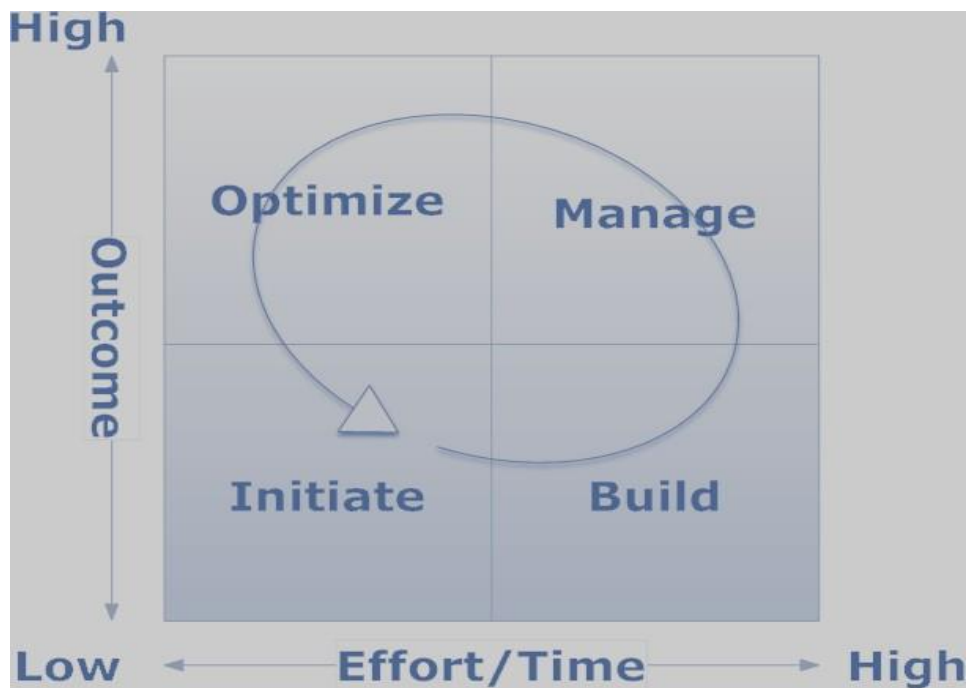 High
Optimize
Manage
Outcome
Initiate
Build
Low
Effort/Time
High